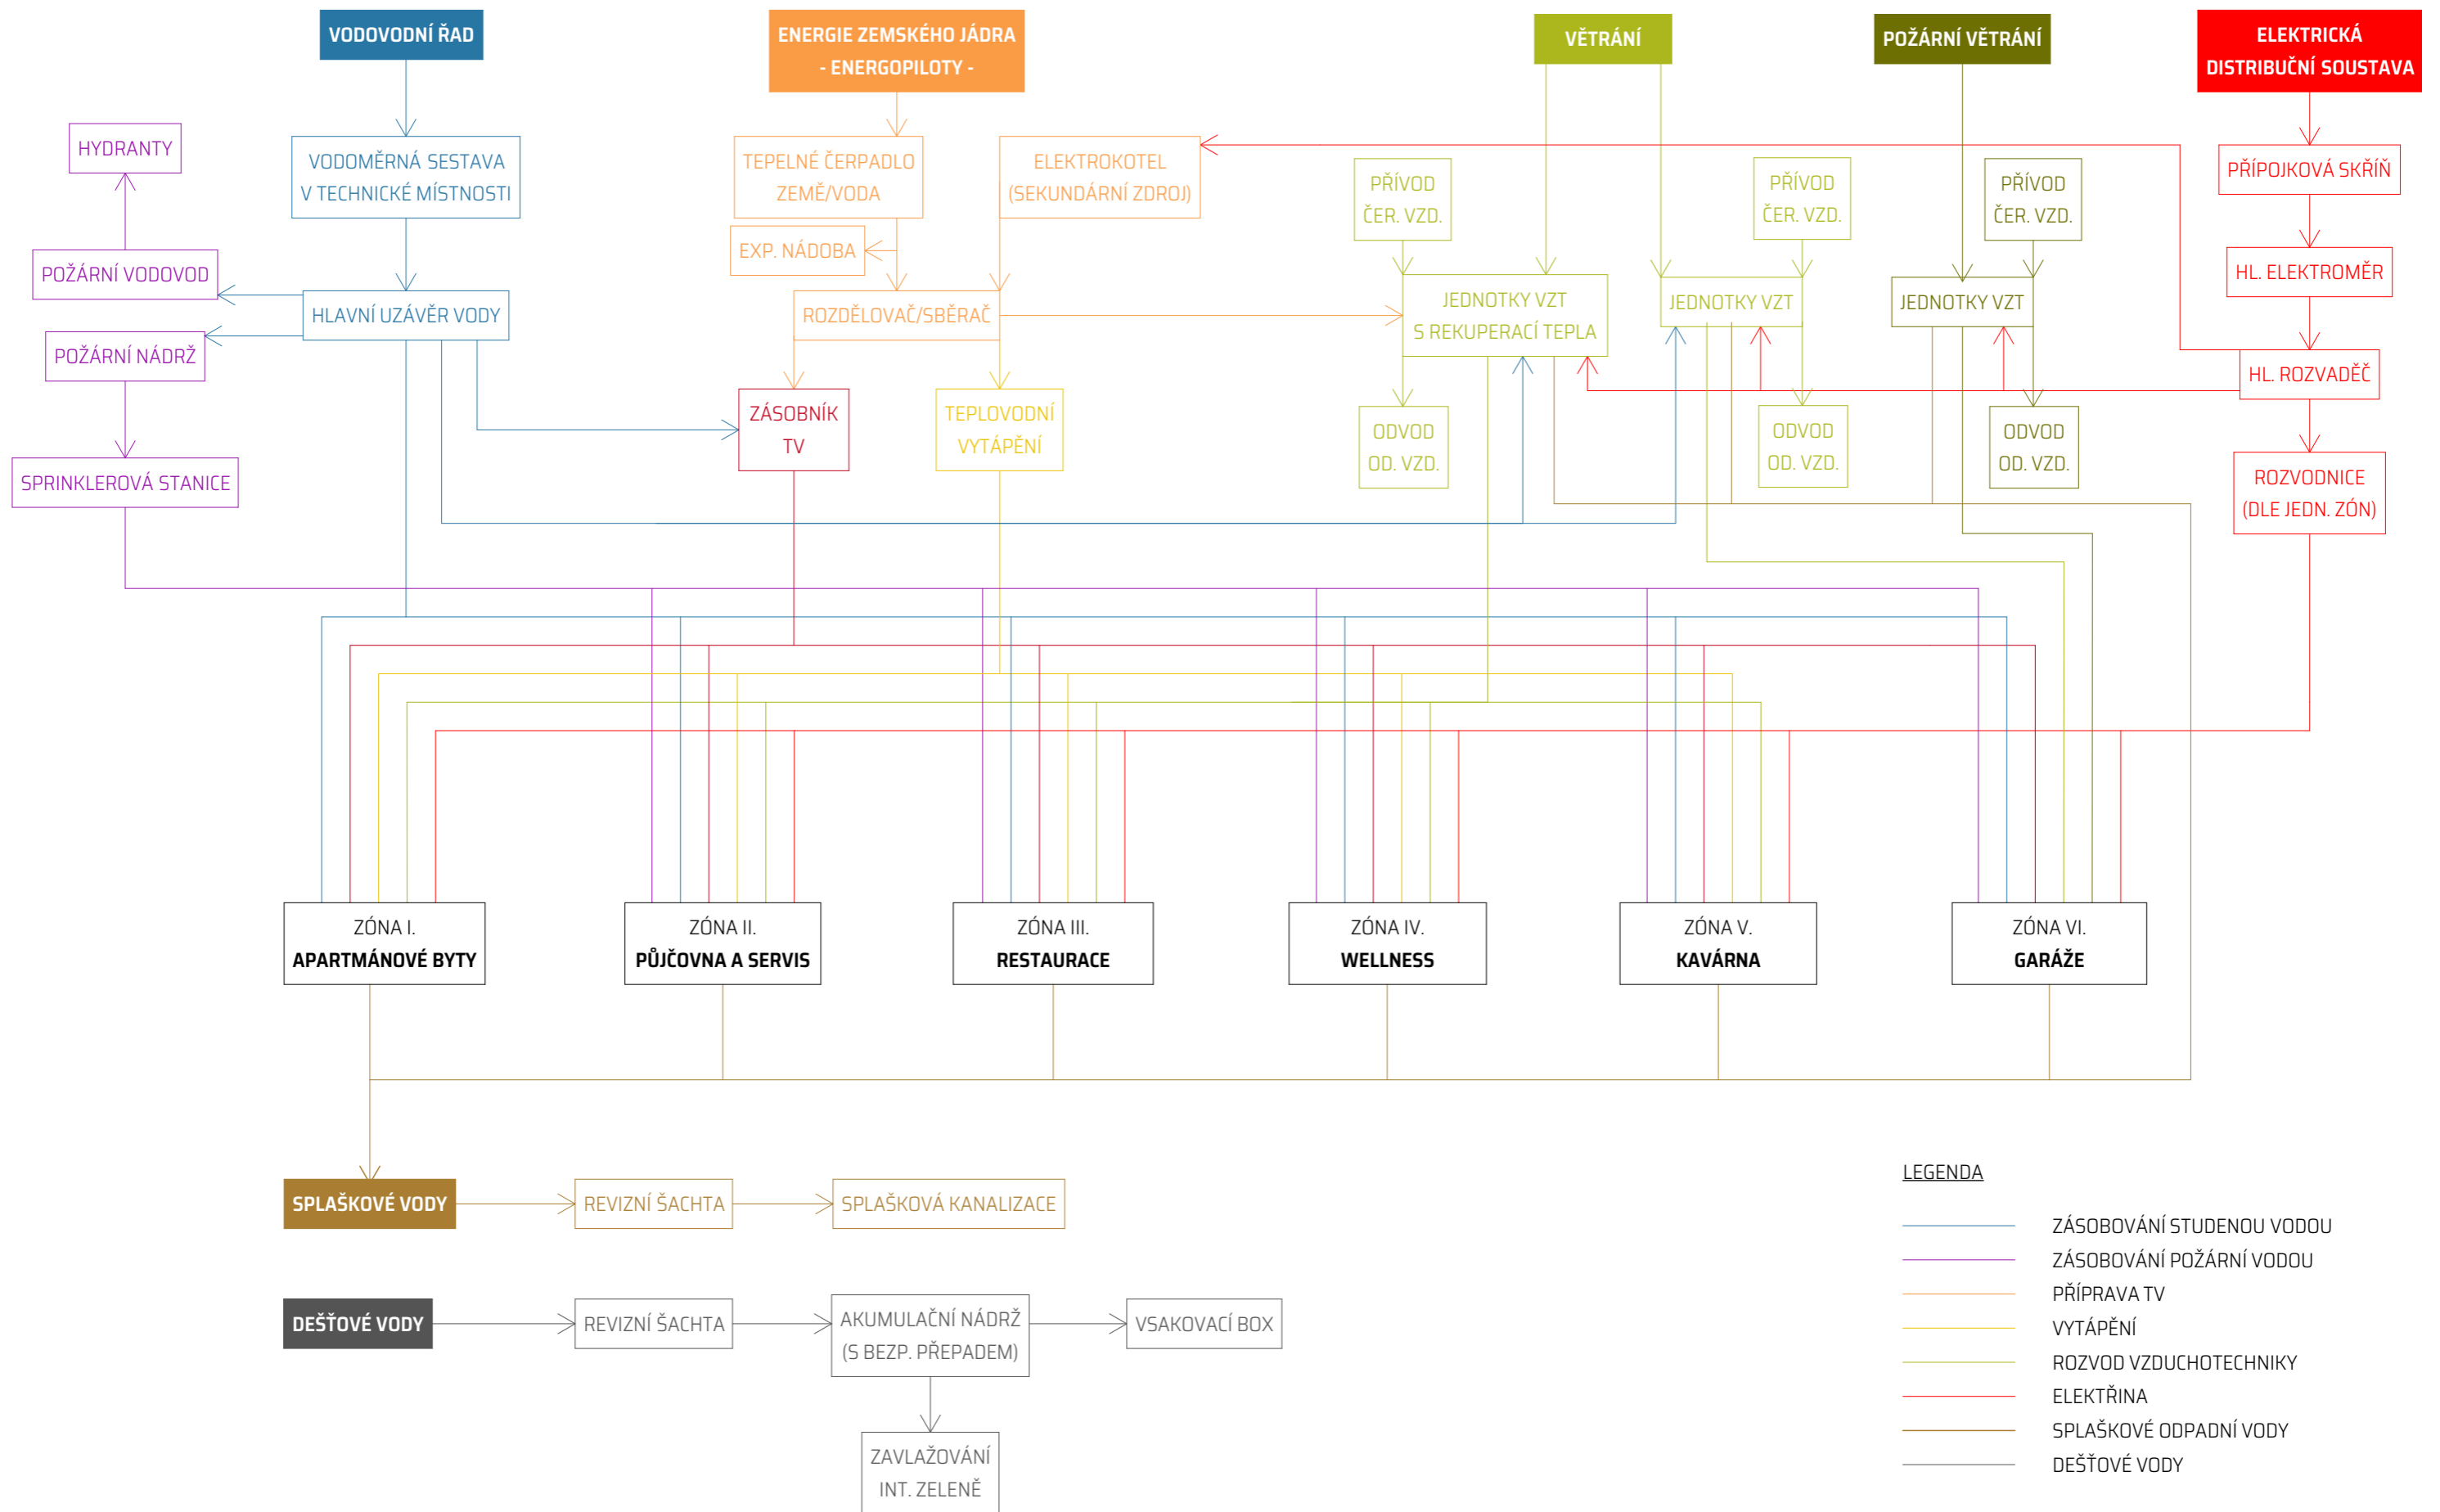 VODOVODNÍ ŘAD
ENERGIE ZEMSKÉHO JÁDRA
- ENERGOPILOTY -
VĚTRÁNÍ
POŽÁRNÍ VĚTRÁNÍ
ELEKTRICKÁ
DISTRIBUČNÍ SOUSTAVA
HYDRANTY
VODOMĚRNÁ SESTAVA
V TECHNICKÉ MÍSTNOSTI
TEPELNÉ ČERPADLO
ZEMĚ/VODA
ELEKTROKOTEL
(SEKUNDÁRNÍ ZDROJ)
PŘÍVOD
ČER. VZD.
PŘÍVOD
ČER. VZD.
PŘÍVOD
ČER. VZD.
PŘÍPOJKOVÁ SKŘÍŇ
EXP. NÁDOBA
POŽÁRNÍ VODOVOD
HL. ELEKTROMĚR
HLAVNÍ UZÁVĚR VODY
ROZDĚLOVAČ/SBĚRAČ
JEDNOTKY VZT
S REKUPERACÍ TEPLA
JEDNOTKY VZT
JEDNOTKY VZT
POŽÁRNÍ NÁDRŽ
HL. ROZVADĚČ
ZÁSOBNÍK
TV
TEPLOVODNÍ
VYTÁPĚNÍ
ODVOD
OD. VZD.
ODVOD
OD. VZD.
ODVOD
OD. VZD.
SPRINKLEROVÁ STANICE
ROZVODNICE
(DLE JEDN. ZÓN)
ZÓNA I.
APARTMÁNOVÉ BYTY
ZÓNA II.
PŮJČOVNA A SERVIS
ZÓNA III.
RESTAURACE
ZÓNA IV.
WELLNESS
ZÓNA V.
KAVÁRNA
ZÓNA VI.
GARÁŽE
SPLAŠKOVÉ VODY
REVIZNÍ ŠACHTA
SPLAŠKOVÁ KANALIZACE
DEŠŤOVÉ VODY
REVIZNÍ ŠACHTA
AKUMULAČNÍ NÁDRŽ
(S BEZP. PŘEPADEM)
VSAKOVACÍ BOX
ZAVLAŽOVÁNÍ
INT. ZELENĚ
LEGENDA
ZÁSOBOVÁNÍ STUDENOU VODOU
ZÁSOBOVÁNÍ POŽÁRNÍ VODOU
PŘÍPRAVA TV
VYTÁPĚNÍ
ROZVOD VZDUCHOTECHNIKY
ELEKTŘINA
SPLAŠKOVÉ ODPADNÍ VODY
DEŠŤOVÉ VODY